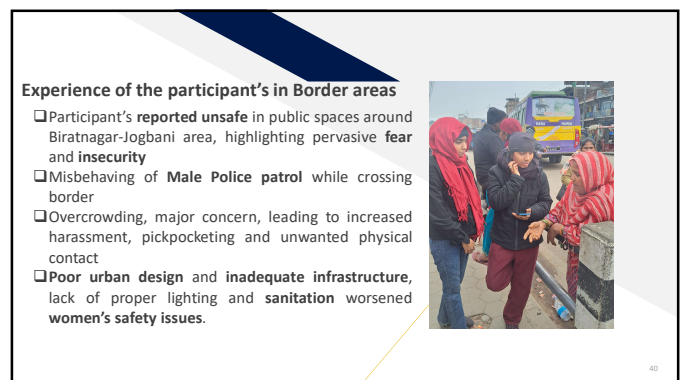 Experience of the participant's in Border areas
❑Participant's reported unsafe in public spaces around
Biratnagar-Jogbani area, highlighting pervasive fear
and insecurity
❑Misbehaving of Male Police patrol while crossing
border
❑Overcrowding, major concern, leading to increased
harassment, pickpocketing and unwanted physical
contact
❑Poor urban design and inadequate infrastructure,
lack of proper lighting and sanitation worsened
women's safety issues.
40